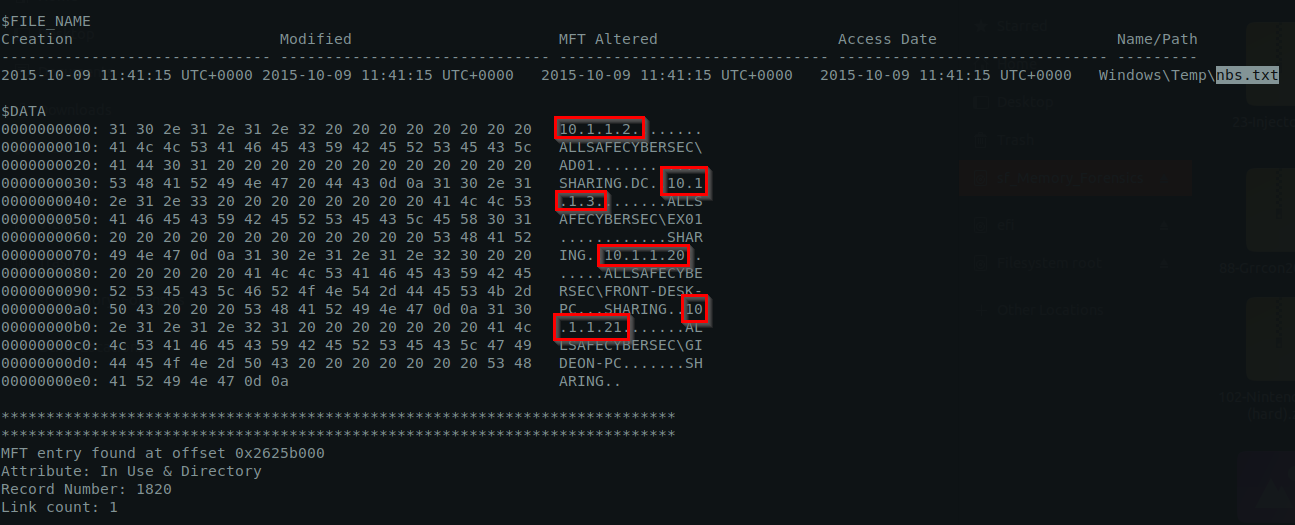 $FILE_NAME
Creation                       Modified                       MFT Altered                    Access Date                    Name/Path
------------------------------ ------------------------------ ------------------------------ ------------------------------ ---------
2015-10-09 11:41:15 UTC+0000 2015-10-09 11:41:15 UTC+0000   2015-10-09 11:41:15 UTC+0000   2015-10-09 11:41:15 UTC+0000   Windows\Temp\nbs.txt
$DATA
0000000000: 31 30 2e 31 2e 31 2e 32 20 20 20 20 20 20 20 20   10.1.1.2........
0000000010: 41 4c 4c 53 41 46 45 43 59 42 45 52 53 45 43 5c   ALLSAFECYBERSEC\
0000000020: 41 44 30 31 20 20 20 20 20 20 20 20 20 20 20 20   AD01............
0000000030: 53 48 41 52 49 4e 47 20 44 43 0d 0a 31 30 2e 31   SHARING.DC..10.1
0000000040: 2e 31 2e 33 20 20 20 20 20 20 20 20 41 4c 4c 53   .1.3........ALLS
0000000050: 41 46 45 43 59 42 45 52 53 45 43 5c 45 58 30 31   AFECYBERSEC\EX01
0000000060: 20 20 20 20 20 20 20 20 20 20 20 20 53 48 41 52   ............SHAR
0000000070: 49 4e 47 0d 0a 31 30 2e 31 2e 31 2e 32 30 20 20   ING..10.1.1.20..
0000000080: 20 20 20 20 20 41 4c 4c 53 41 46 45 43 59 42 45   .....ALLSAFECYBE
0000000090: 52 53 45 43 5c 46 52 4f 4e 54 2d 44 45 53 4b 2d   RSEC\FRONT-DESK-
00000000a0: 50 43 20 20 20 53 48 41 52 49 4e 47 0d 0a 31 30   PC...SHARING..10
00000000b0: 2e 31 2e 31 2e 32 31 20 20 20 20 20 20 20 41 4c   .1.1.21.......AL
00000000c0: 4c 53 41 46 45 43 59 42 45 52 53 45 43 5c 47 49   LSAFECYBERSEC\GI
00000000d0: 44 45 4f 4e 2d 50 43 20 20 20 20 20 20 20 53 48   DEON-PC.......SH
00000000e0: 41 52 49 4e 47 0d 0a                              ARING..
***************************************************************************
***************************************************************************
MFT entry found at offset 0x2625b000
Attribute: In Use & Directory
Record Number: 1820
Link count: 1